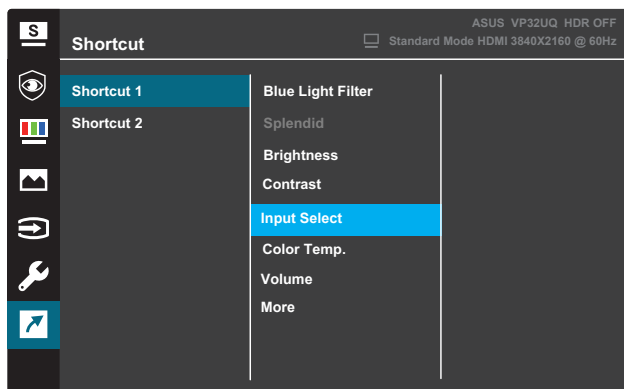 S
ASUS VP32UQ HDR OFF
Shortcut
Standard Mode HDMI 3840X2160 @ 60Hz
Shortcut 1
Blue Light Filter
Shortcut 2
Splendid
Brightness
Contrast
Input Select
Color Temp.
Volume
More